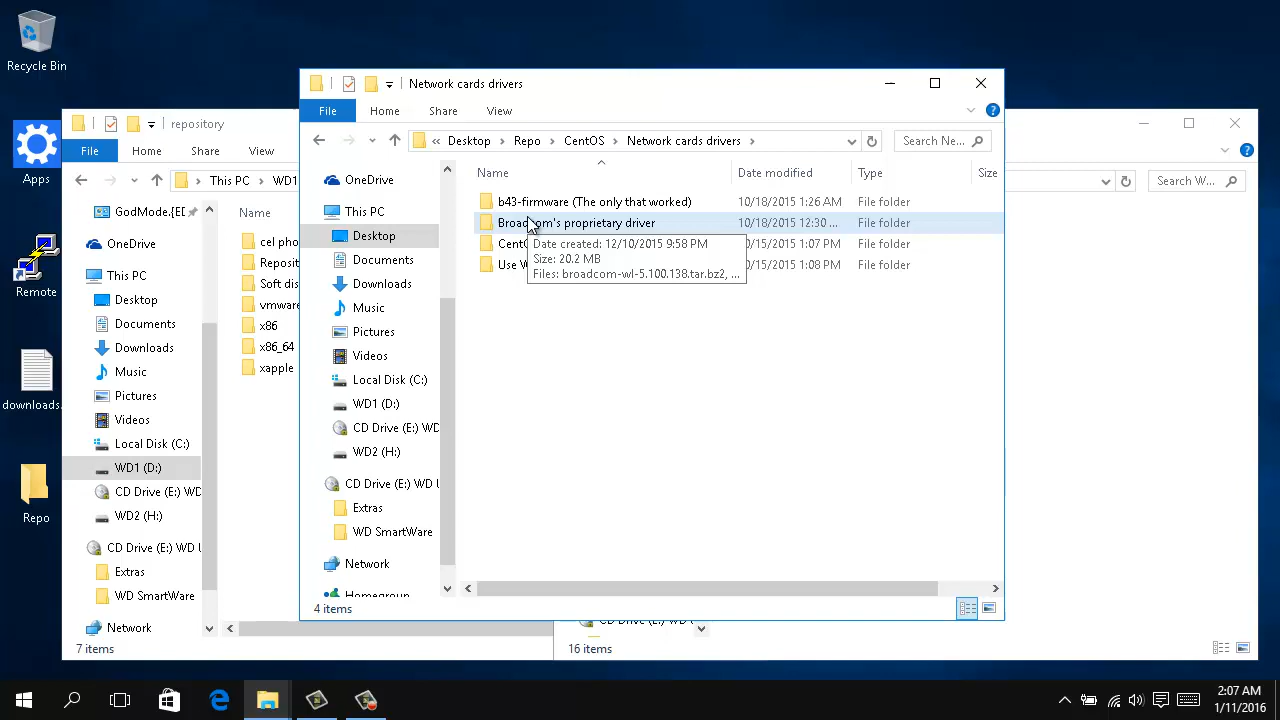 Recycle Bin
Apps
Remote
downloads.
Repo
repository
File
Home
Share
View
This PC
WD1
Search W...
GodMode.{E
OneDrive
This PC
Desktop
Documents
Downloads
Music
Pictures
Videos
Local Disk (C:)
WD1 (D:)
CD Drive (E:) WD
WD2 (H:)
CD Drive (E:) WD U
Extras
WD SmartWare
Network
Name
cel pho
Reposit
Soft dis
vmware
x86
x86_64
xapple
7 items
16 items
Network cards drivers
File
Home
Share
View
« Desktop > Repo > CentOS > Network cards drivers >
Search Ne...
OneDrive
This PC
Desktop
Documents
Downloads
Music
Pictures
Videos
Local Disk (C:)
WD1 (D:)
CD Drive (E:) WD
WD2 (H:)
CD Drive (E:) WD U
Extras
WD SmartWare
Network
Homegroup
Name Date modified Type Size
b43-firmware (The only that worked) 10/18/2015 1:26 AM File folder
Broadcom's proprietary driver 10/18/2015 12:30 ... File folder
CentO 10/15/2015 1:07 PM File folder
Use W 10/15/2015 1:08 PM File folder
Date created: 12/10/2015 9:58 PM
Size: 20.2 MB
Files: broadcom-wl-5.100.138.tar.bz2, ...
4 items
2:07 AM
1/11/2016